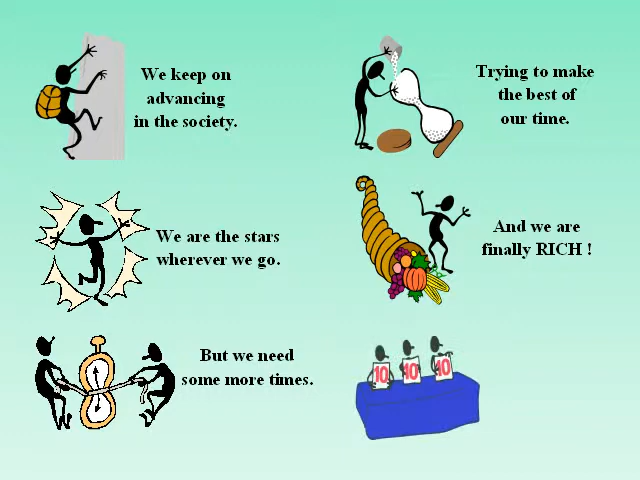 We keep on
advancing
in the society.
Trying to make
the best of
our time.
We are the stars
wherever we go.
And we are
finally RICH !
But we need
some more times.
10 10 10